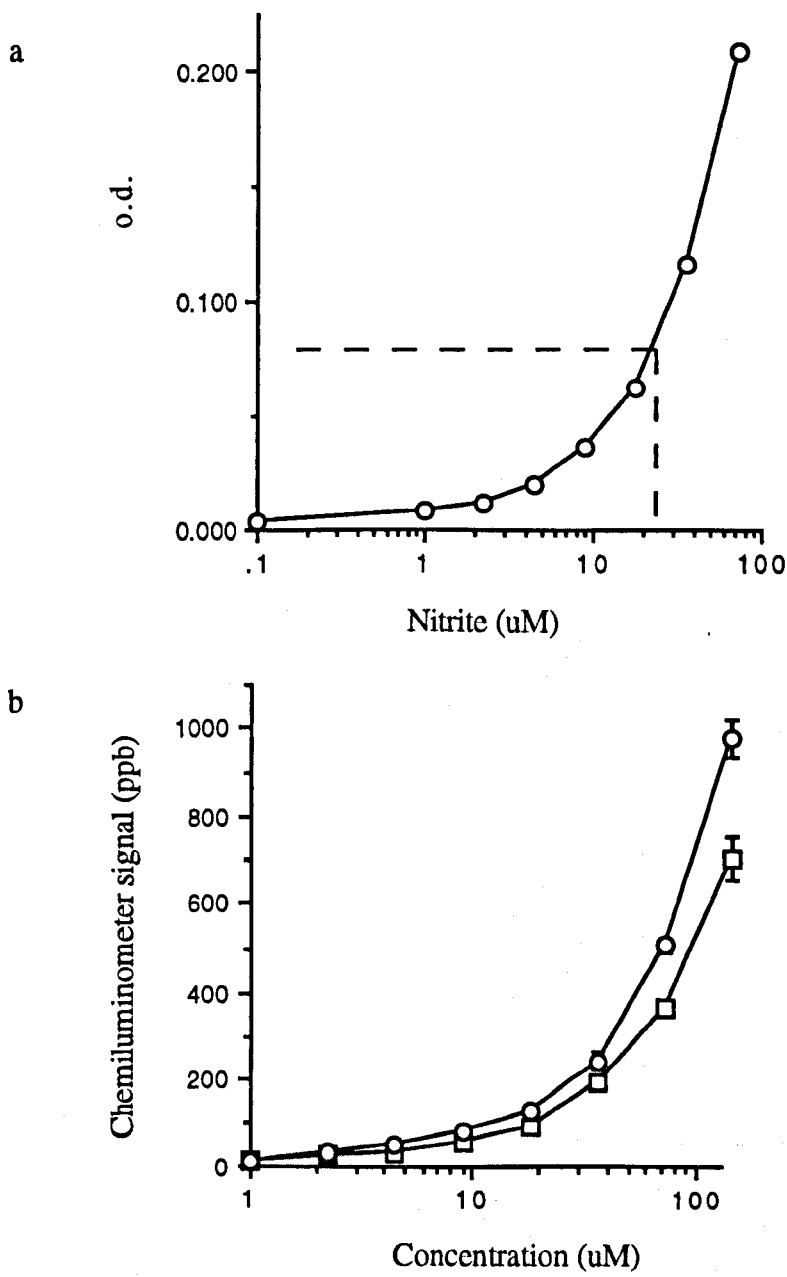 a
o.d.
0.200
0.100
0.000
.1 1 10 100
Nitrite (uM)
b
Chemiluminometer signal (ppb)
1000
800
600
400
200
0
1 10 100
Concentration (uM)